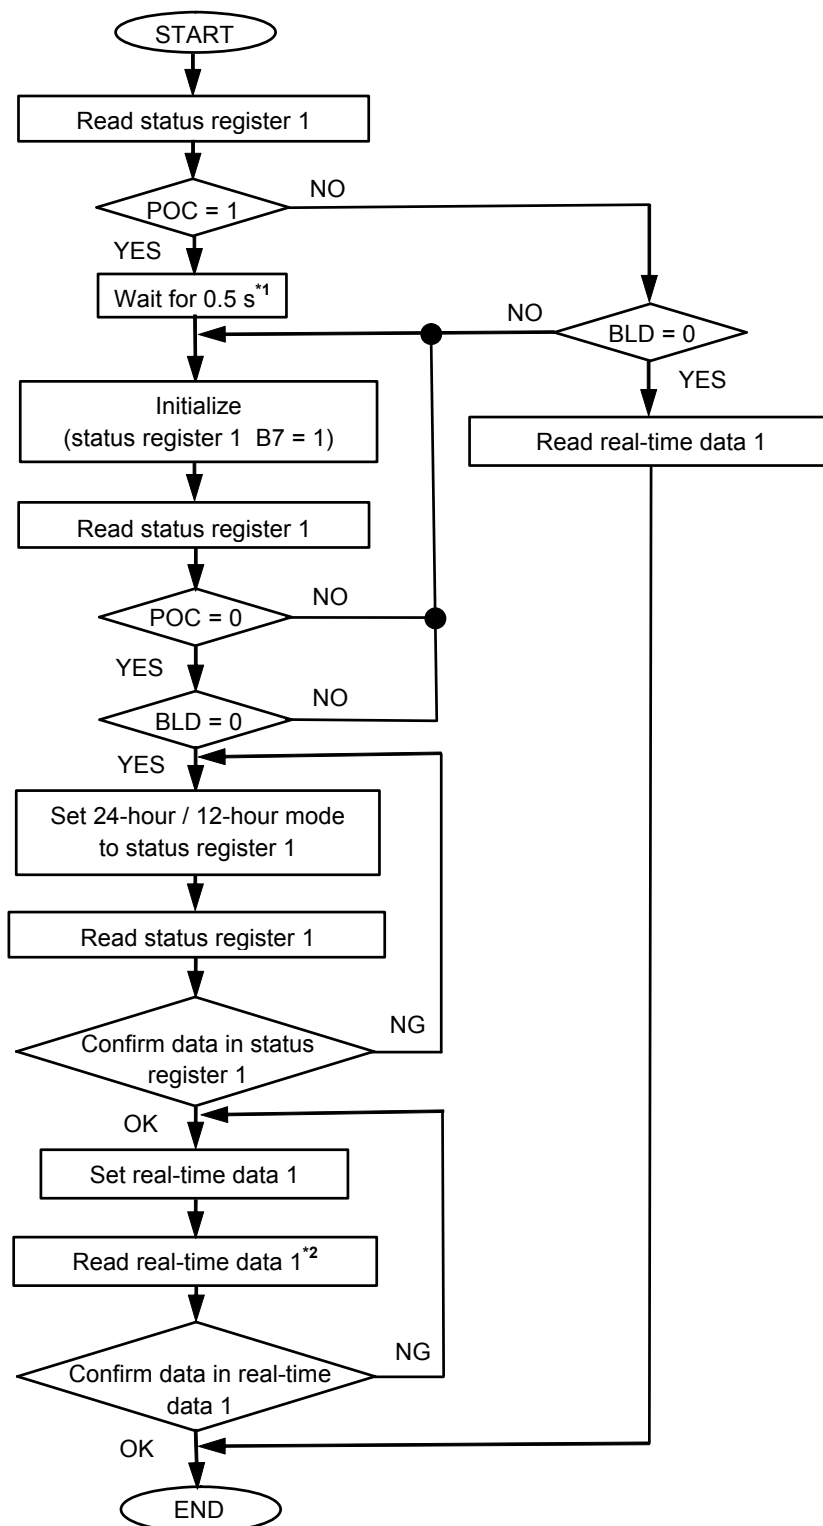 START
Read status register 1
NO
POC = 1
YES
Wait for 0.5 s*1
NO
BLD = 0
YES
Initialize
(status register 1 B7 = 1)
Read real-time data 1
Read status register 1
NO
POC = 0
YES
NO
BLD = 0
YES
Set 24-hour / 12-hour mode
to status register 1
Read status register 1
NG
Confirm data in status
register 1
OK
Set real-time data 1
Read real-time data 1*2
NG
Confirm data in real-time
data 1
OK
END